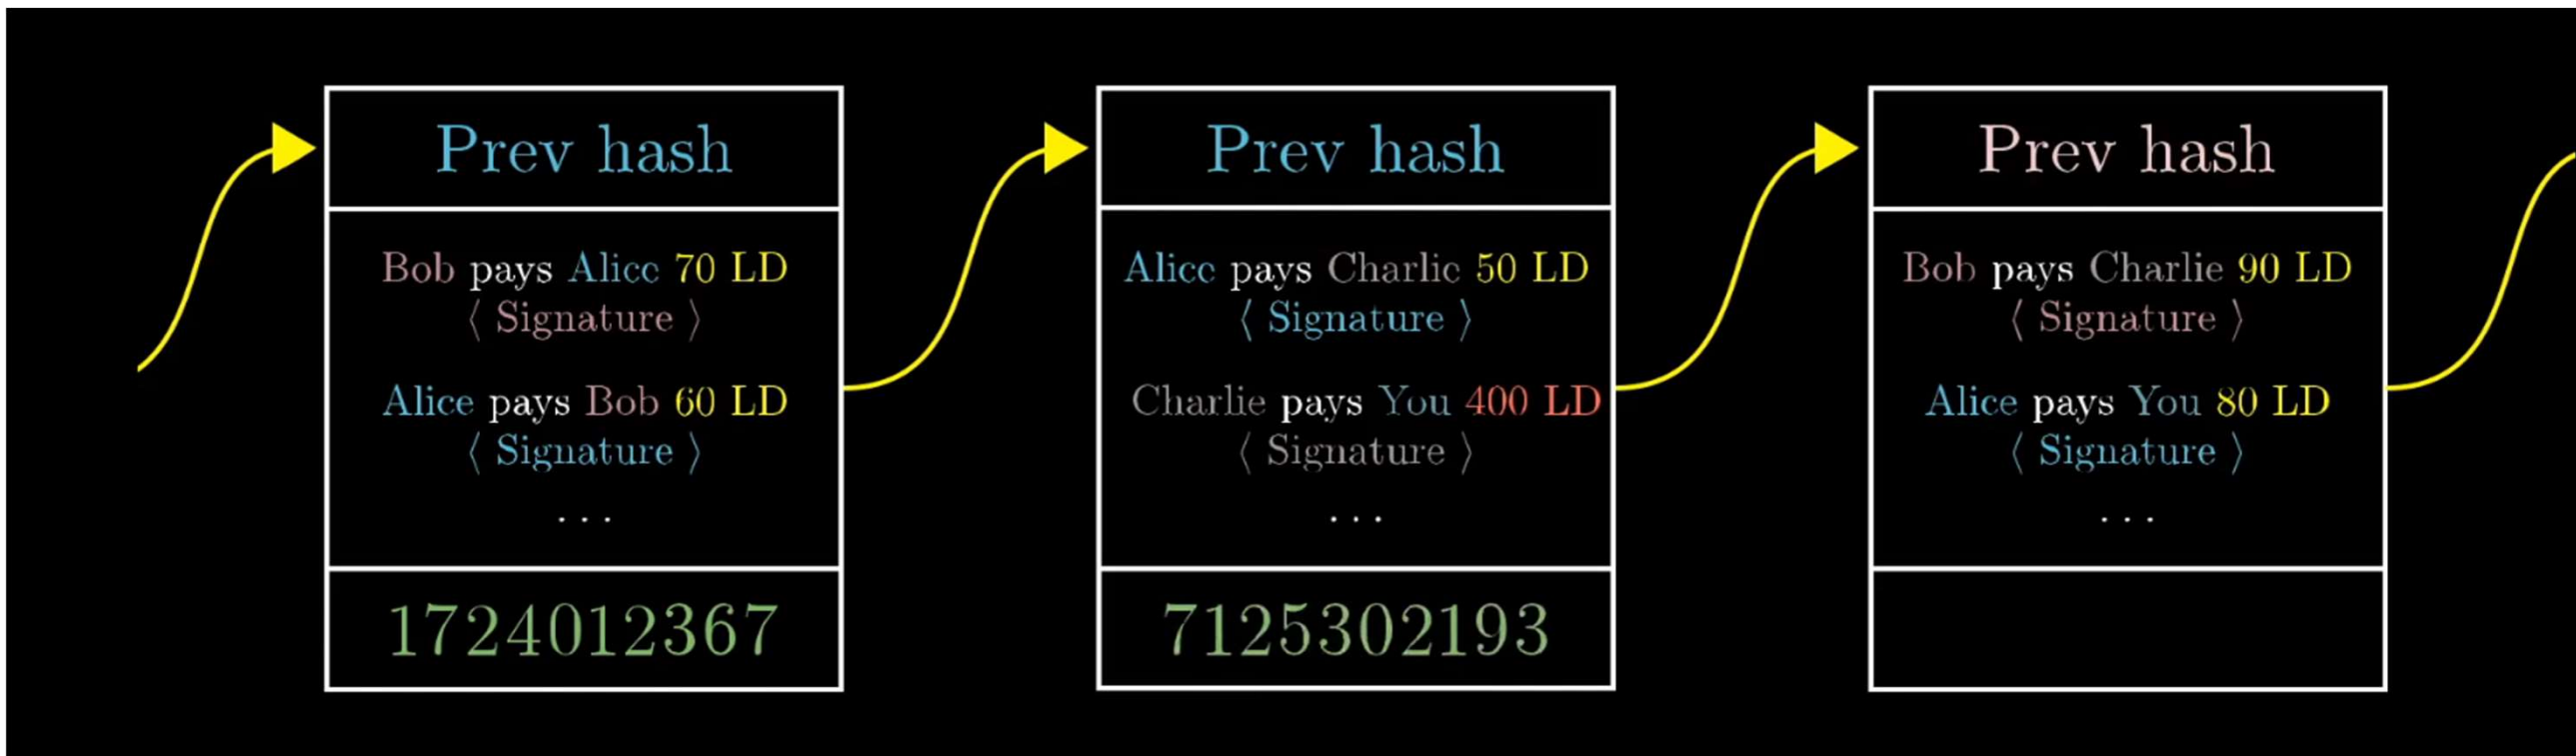 Prev hash
Bob pays Alice 70 LD
⟨ Signature ⟩
Alice pays Bob 60 LD
⟨ Signature ⟩
...
1724012367
Prev hash
Alice pays Charlie 50 LD
⟨ Signature ⟩
Charlie pays You 400 LD
⟨ Signature ⟩
...
7125302193
Prev hash
Bob pays Charlie 90 LD
⟨ Signature ⟩
Alice pays You 80 LD
⟨ Signature ⟩
...